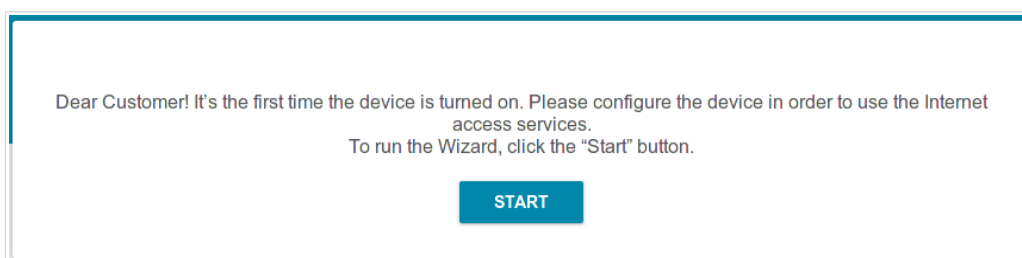 Dear Customer! It’s the first time the device is turned on. Please configure the device in order to use the Internet
access services.
To run the Wizard, click the “Start” button.
START